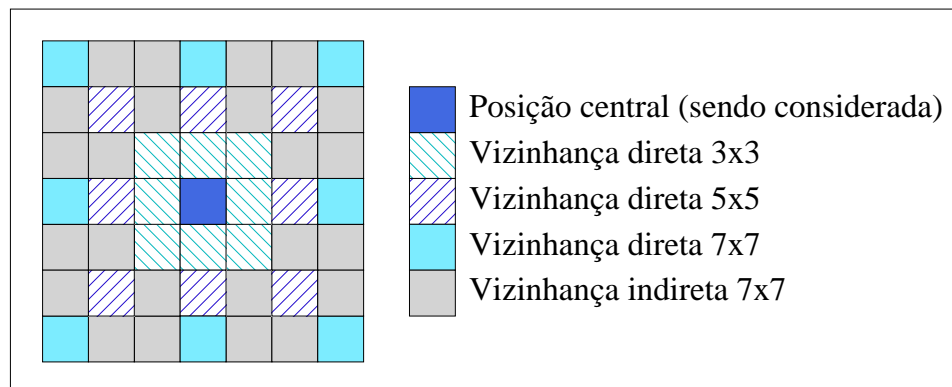 Posição central (sendo considerada)
Vizinhança direta 3x3
Vizinhança direta 5x5
Vizinhança direta 7x7
Vizinhança indireta 7x7